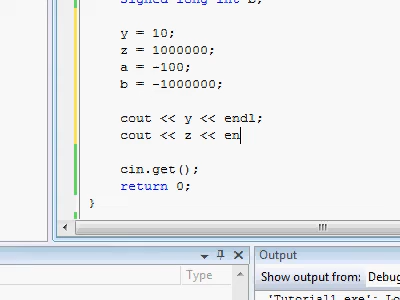 signed long int b;
y = 10;
z = 1000000;
a = -100;
b = -1000000;
cout << y << endl;
cout << z << en
cin.get();
return 0;
}
Type
Output
Show output from: Debug
'Tutorial1.exe': Lo